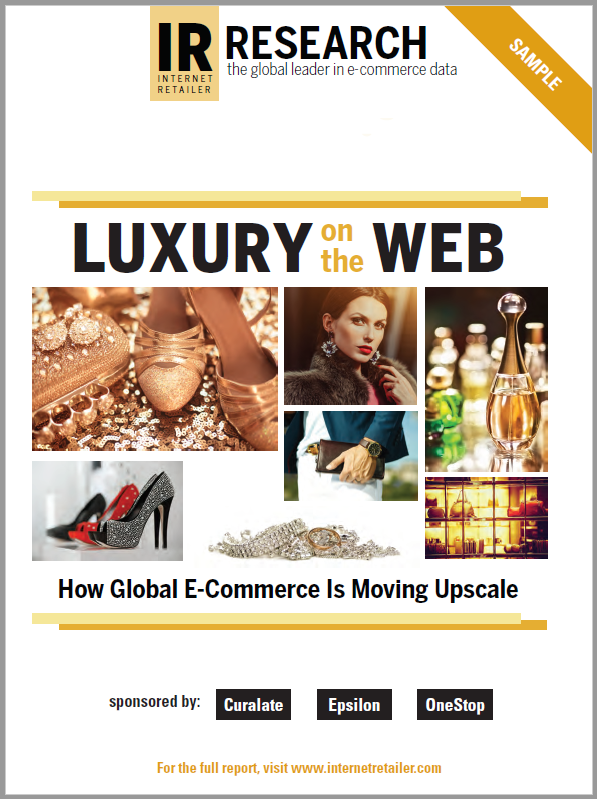 IR RESEARCH
the global leader in e-commerce data
INTERNET
RETAILER
SAMPLE
LUXURY on the WEB
How Global E-Commerce Is Moving Upscale
sponsored by: Curalate Epsilon OneStop
For the full report, visit www.internetretailer.com